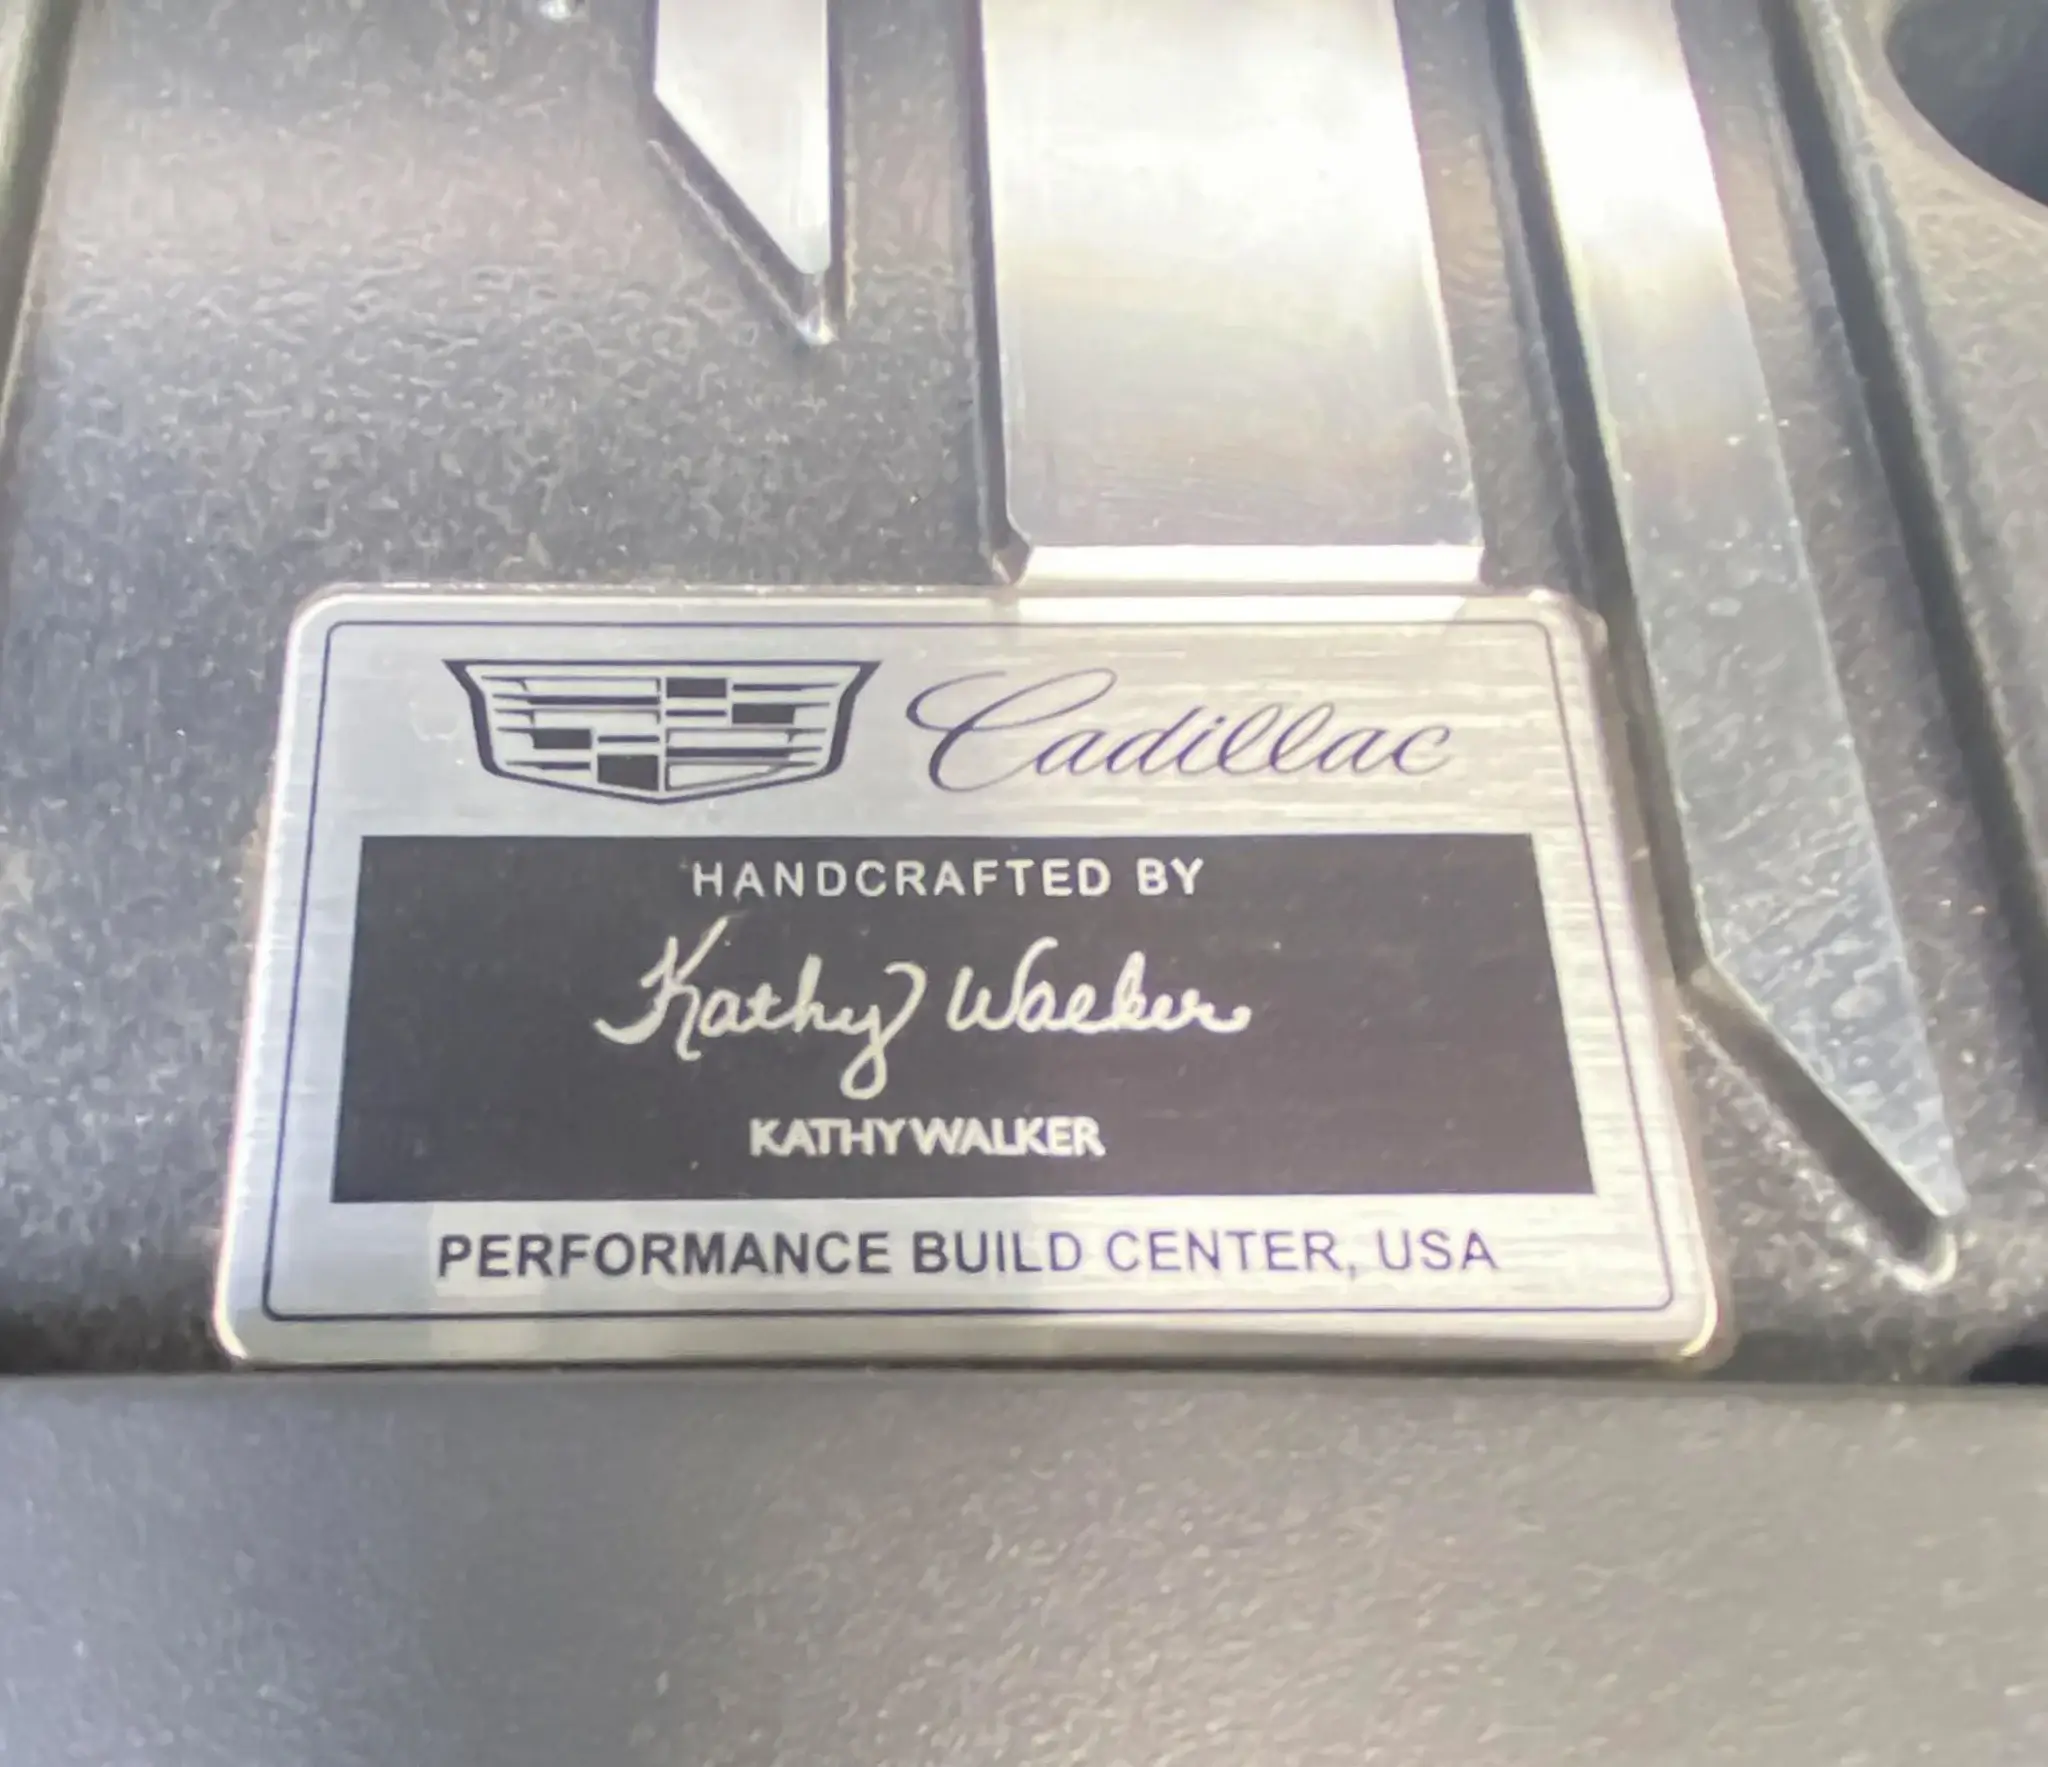 Cadillac
HANDCRAFTED BY
Kathy Walker
KATHY WALKER
PERFORMANCE BUILD CENTER, USA